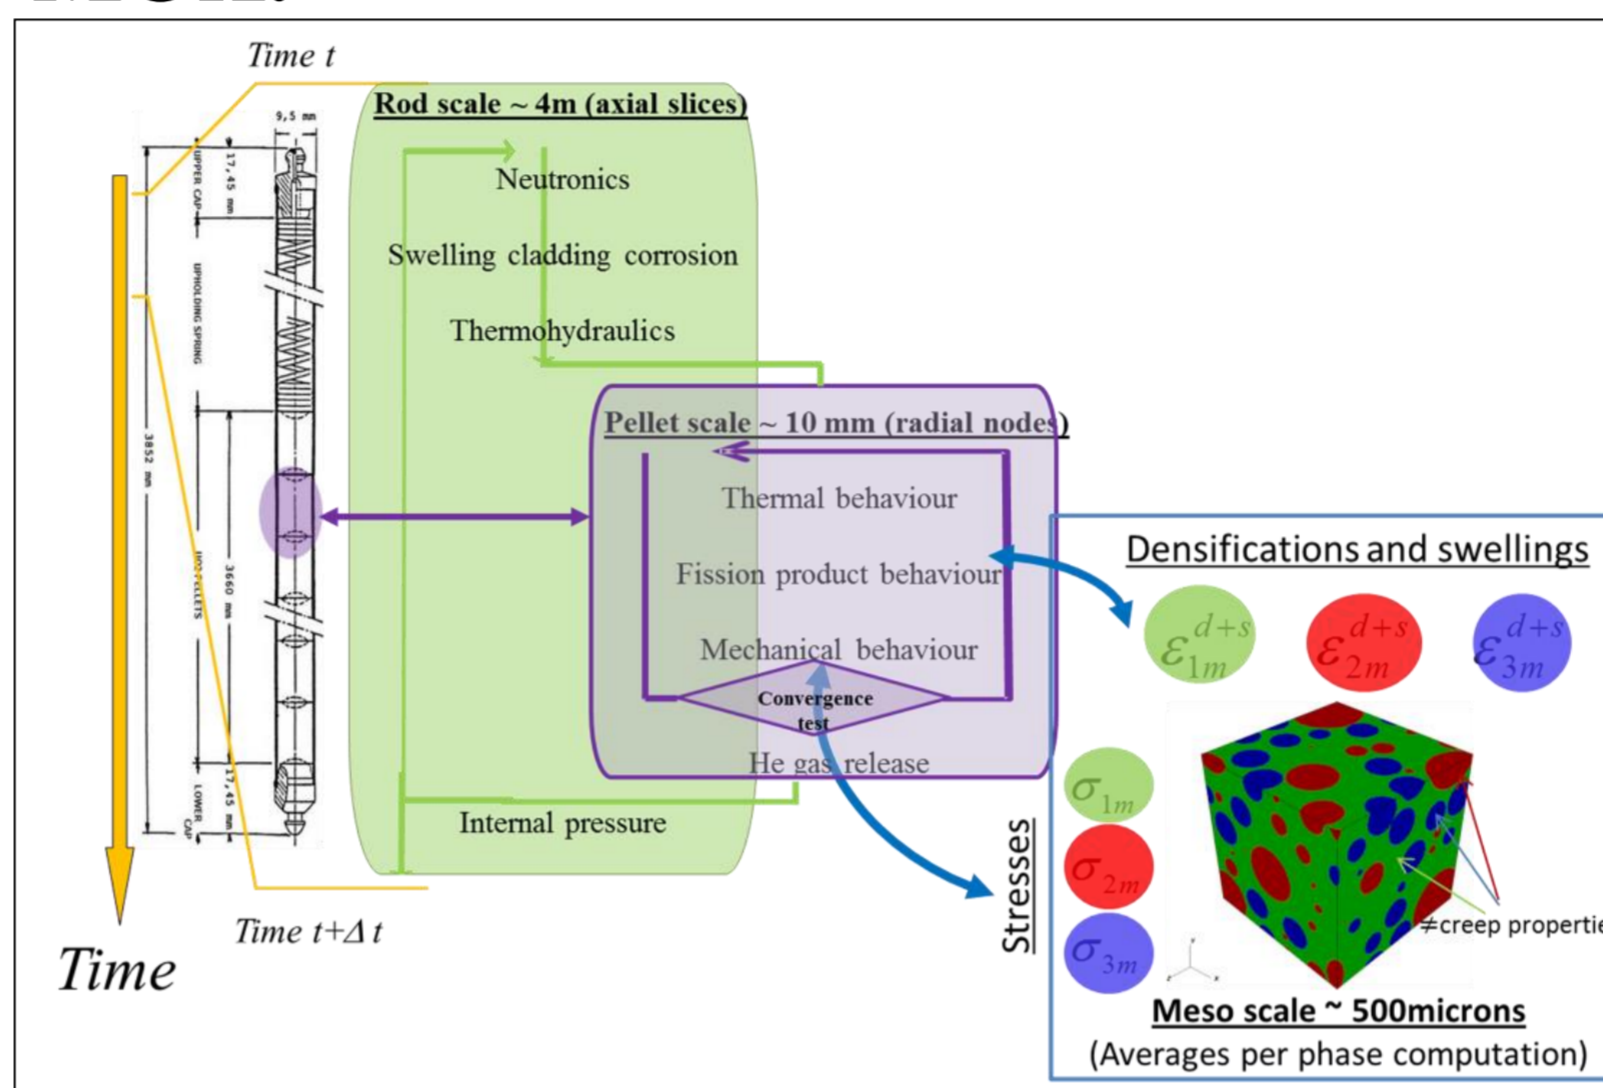 Time t
9,5 mm
UPPER CAP
17,45 mm
UPHOLDING SPRING
3852 mm
3660 mm
LOWER CAP
17,45 mm
Time
Time t+Δ t
Rod scale ~ 4m (axial slices)
Neutronics
Swelling cladding corrosion
Thermohydraulics
Internal pressure
Pellet scale ~ 10 mm (radial nodes)
Thermal behaviour
Fission product behaviour
Mechanical behaviour
Convergence
test
He gas release
Densifications and swellings
ε1m^d+s ε2m^d+s ε3m^d+s
Stresses
σ1m
σ2m
σ3m
y
z x
≠creep propertie
Meso scale ~ 500microns
(Averages per phase computation)